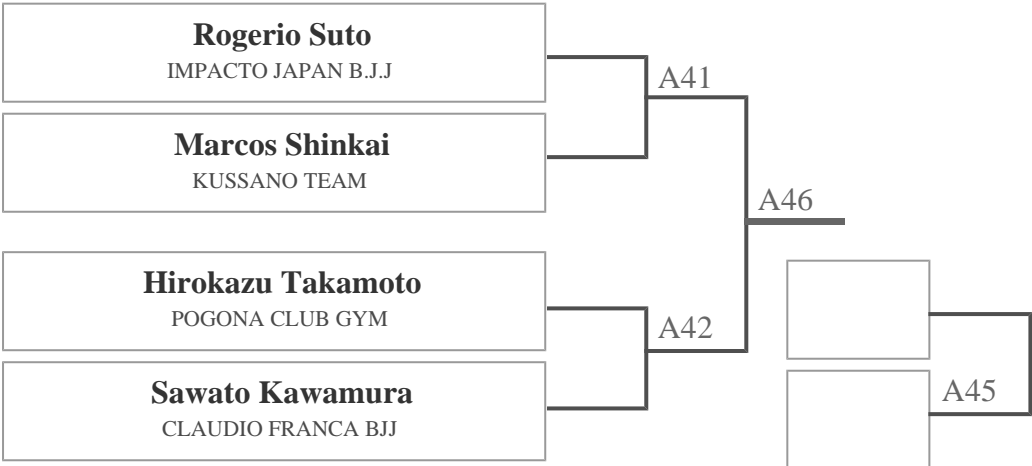 Rogerio Suto
IMPACTO JAPAN B.J.J
A41
Marcos Shinkai
KUSSANO TEAM
A46
Hirokazu Takamoto
POGONA CLUB GYM
A42
Sawato Kawamura
CLAUDIO FRANCA BJJ
A45